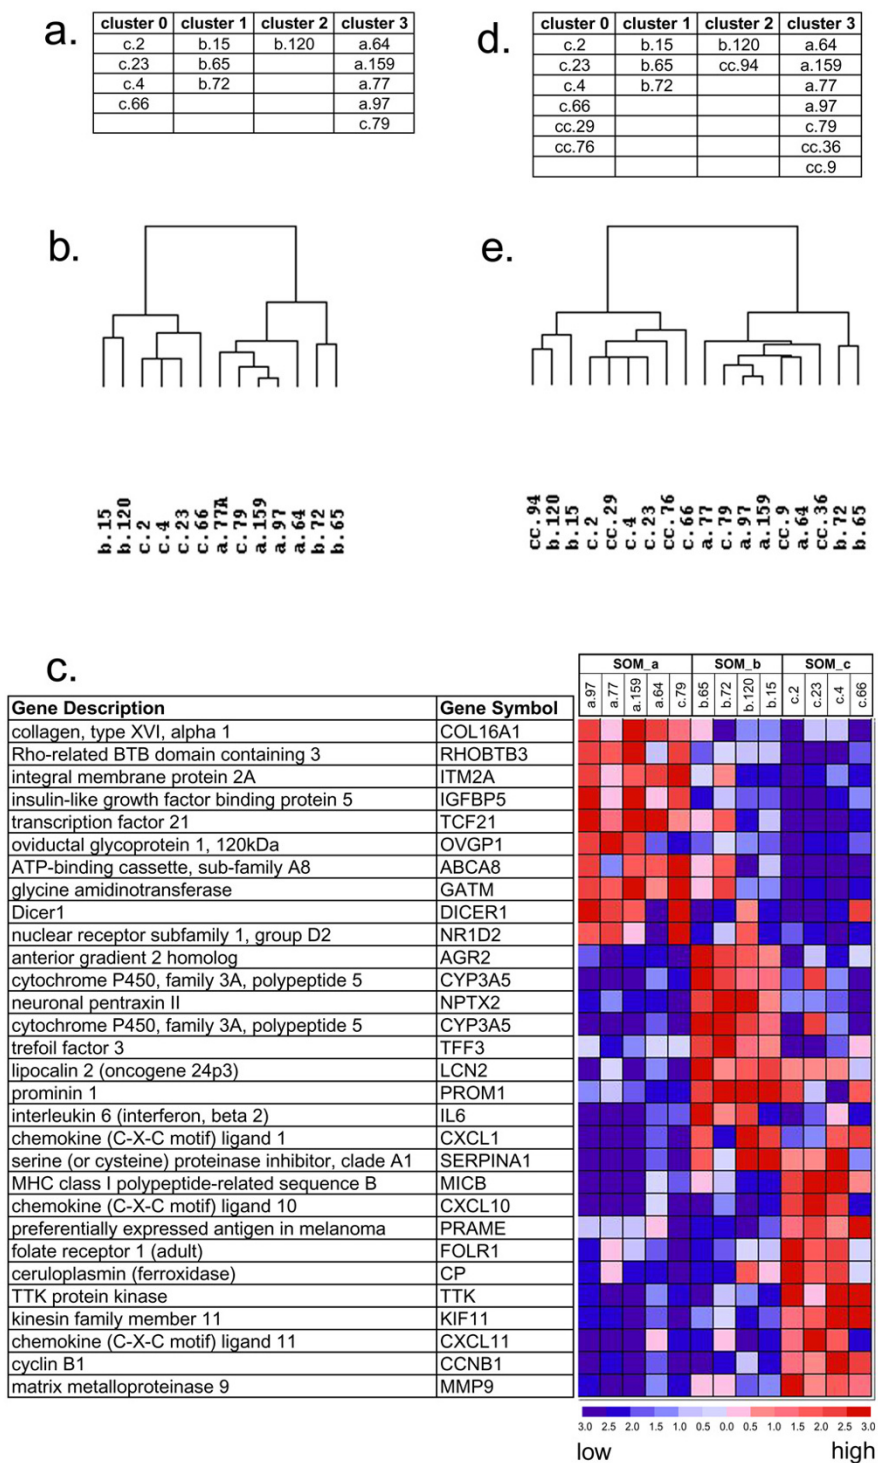 a.
cluster 0 cluster 1 cluster 2 cluster 3
c.2 b.15 b.120 a.64
c.23 b.65 a.159
c.4 b.72 a.77
c.66 a.97
c.79
d.
cluster 0 cluster 1 cluster 2 cluster 3
c.2 b.15 b.120 a.64
c.23 b.65 cc.94 a.159
c.4 b.72 a.77
c.66 a.97
cc.29 c.79
cc.76 cc.36
cc.9
b.
b.15
b.120
c.2
c.4
c.23
c.66
a.77A
c.79
a.159
a.97
a.64
b.72
b.65
e.
cc.94
b.120
b.15
c.2
cc.29
c.4
c.23
cc.76
c.66
a.77
c.79
a.97
a.159
cc.9
a.64
cc.36
b.72
b.65
c.
SOM_a SOM_b SOM_c
a.97 a.77 a.159 a.64 c.79 b.65 b.72 b.120 b.15 c.2 c.23 c.4 c.66
Gene Description Gene Symbol
collagen, type XVI, alpha 1 COL16A1
Rho-related BTB domain containing 3 RHOBTB3
integral membrane protein 2A ITM2A
insulin-like growth factor binding protein 5 IGFBP5
transcription factor 21 TCF21
oviductal glycoprotein 1, 120kDa OVGP1
ATP-binding cassette, sub-family A8 ABCA8
glycine amidinotransferase GATM
Dicer1 DICER1
nuclear receptor subfamily 1, group D2 NR1D2
anterior gradient 2 homolog AGR2
cytochrome P450, family 3A, polypeptide 5 CYP3A5
neuronal pentraxin II NPTX2
cytochrome P450, family 3A, polypeptide 5 CYP3A5
trefoil factor 3 TFF3
lipocalin 2 (oncogene 24p3) LCN2
prominin 1 PROM1
interleukin 6 (interferon, beta 2) IL6
chemokine (C-X-C motif) ligand 1 CXCL1
serine (or cysteine) proteinase inhibitor, clade A1 SERPINA1
MHC class I polypeptide-related sequence B MICB
chemokine (C-X-C motif) ligand 10 CXCL10
preferentially expressed antigen in melanoma PRAME
folate receptor 1 (adult) FOLR1
ceruloplasmin (ferroxidase) CP
TTK protein kinase TTK
kinesin family member 11 KIF11
chemokine (C-X-C motif) ligand 11 CXCL11
cyclin B1 CCNB1
matrix metalloproteinase 9 MMP9
3.0 2.5 2.0 1.5 1.0 0.5 0.0 0.5 1.0 1.5 2.0 2.5 3.0
low high